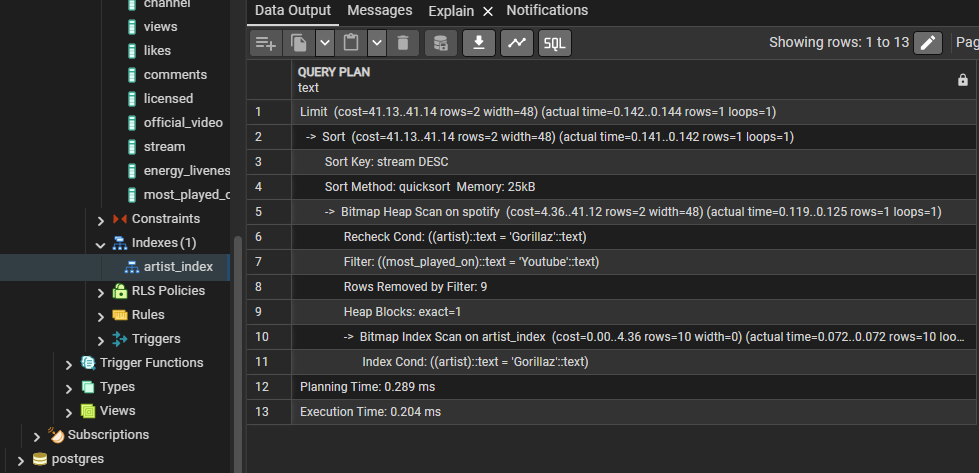 channel
views
likes
comments
licensed
official_video
stream
energy_livenes
most_played_o
Constraints
Indexes (1)
artist_index
RLS Policies
Rules
Triggers
Trigger Functions
Types
Views
Subscriptions
postgres
Data Output Messages Explain Notifications
SQL
Showing rows: 1 to 13
Pag
QUERY PLAN
text
1 Limit (cost=41.13..41.14 rows=2 width=48) (actual time=0.142..0.144 rows=1 loops=1)
2 -> Sort (cost=41.13..41.14 rows=2 width=48) (actual time=0.141..0.142 rows=1 loops=1)
3 Sort Key: stream DESC
4 Sort Method: quicksort Memory: 25kB
5 -> Bitmap Heap Scan on spotify (cost=4.36..41.12 rows=2 width=48) (actual time=0.119..0.125 rows=1 loops=1)
6 Recheck Cond: ((artist)::text = 'Gorillaz'::text)
7 Filter: ((most_played_on)::text = 'Youtube'::text)
8 Rows Removed by Filter: 9
9 Heap Blocks: exact=1
10 -> Bitmap Index Scan on artist_index (cost=0.00..4.36 rows=10 width=0) (actual time=0.072..0.072 rows=10 loo...
11 Index Cond: ((artist)::text = 'Gorillaz'::text)
12 Planning Time: 0.289 ms
13 Execution Time: 0.204 ms